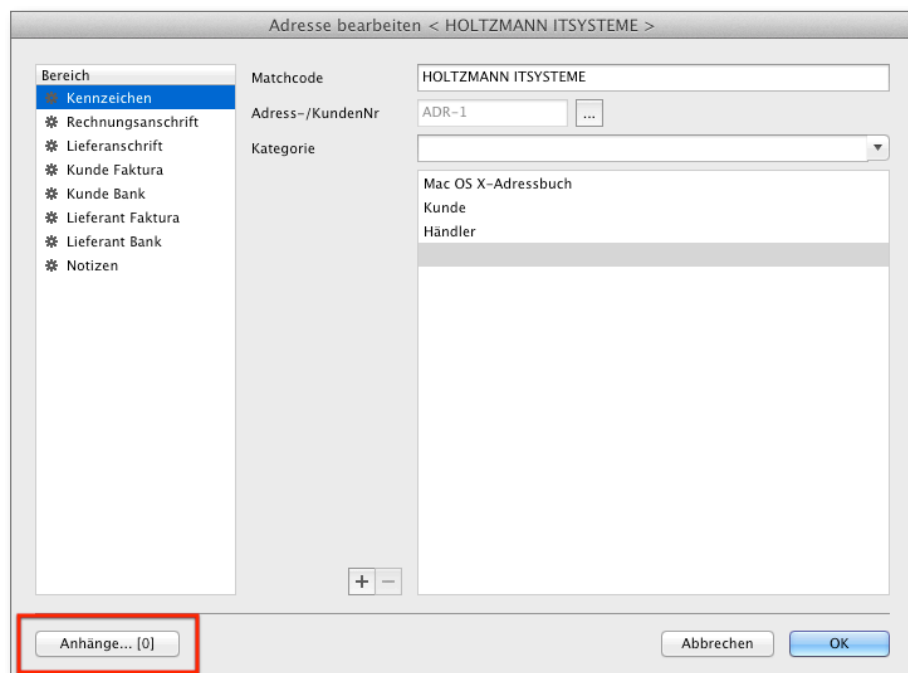 Adresse bearbeiten < HOLTZMANN ITSYSTEME >
Bereich
Kennzeichen
Rechnungsanschrift
Lieferanschrift
Kunde Faktura
Kunde Bank
Lieferant Faktura
Lieferant Bank
Notizen
Matchcode
HOLTZMANN ITSYSTEME
Adress-/KundenNr
ADR-1
...
Kategorie
Mac OS X-Adressbuch
Kunde
Händler
+ −
Anhänge... [0]
Abbrechen
OK